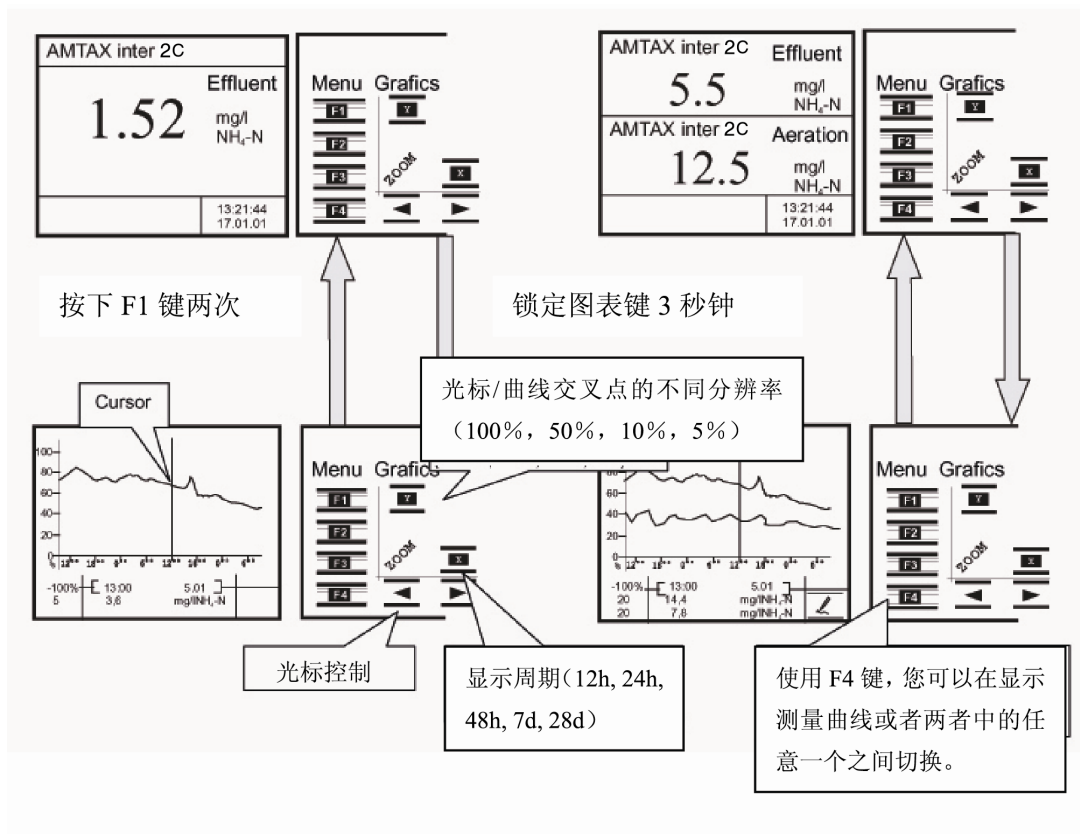 AMTAX inter 2C
Effluent
1.52
mg/l
NH₄-N
13:21:44
17.01.01
Menu Grafics
F1
Y
F2
F3
ZOOM
X
F4
AMTAX inter 2C
Effluent
5.5
mg/l
NH₄-N
AMTAX inter 2C
Aeration
12.5
mg/l
NH₄-N
13:21:44
17.01.01
Menu Grafics
F1
Y
F2
F3
ZOOM
X
F4
按下 F1 键两次
锁定图表键 3 秒钟
光标/曲线交叉点的不同分辨率
（100%，50%，10%，5%）
Cursor
100
80
60
40
20
0
%
-100%
13:00
5.01
5
3,6
mg/lNH₄-N
Menu Grafics
F1
Y
F2
F3
ZOOM
X
F4
80
60
40
20
0
%
-100%
13:00
5.01
20
14,4
mg/lNH₄-N
20
7,8
mg/lNH₄-N
Menu Grafics
F1
Y
F2
F3
ZOOM
X
F4
光标控制
显示周期（12h, 24h,
48h, 7d, 28d）
使用 F4 键，您可以在显示
测量曲线或者两者中的任
意一个之间切换。